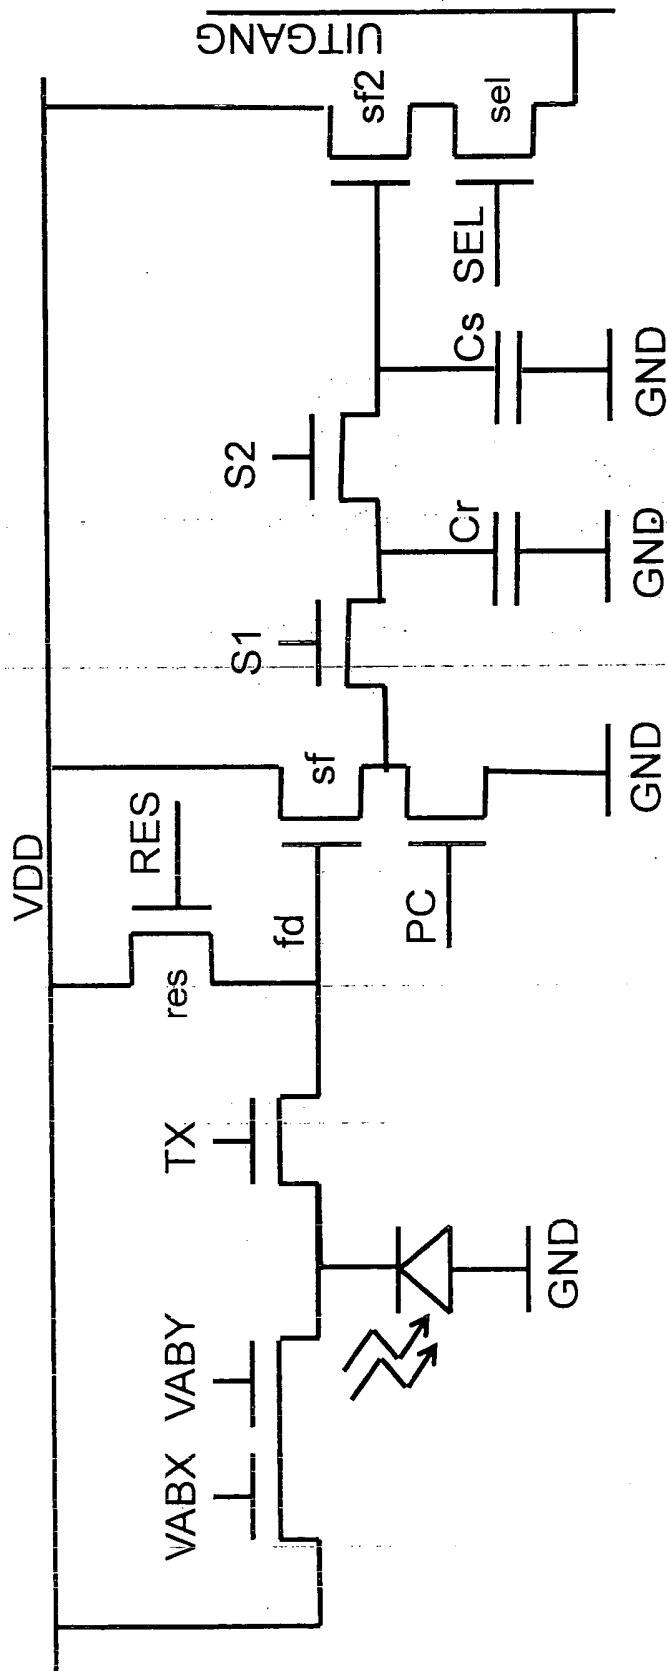 VDD
VABX
VABY
TX
res
RES
fd
sf
PC
S1
S2
Cr
Cs
SEL
sf2
sel
UITGANG
GND
GND
GND
GND